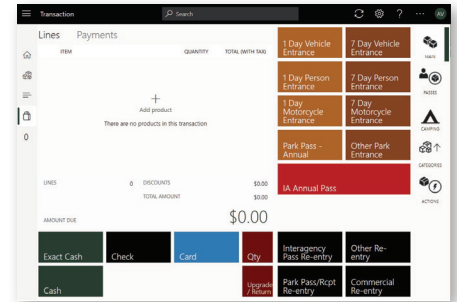 Transaction
Search
?
...
AV
Lines
Payments
ITEM
QUANTITY
TOTAL (WITH TAX)
Add product
There are no products in this transaction
0
LINES
0
DISCOUNTS
$0.00
TOTAL AMOUNT
$0.00
AMOUNT DUE
$0.00
1 Day Vehicle
Entrance
7 Day Vehicle
Entrance
1 Day Person
Entrance
7 Day Person
Entrance
1 Day
Motorcycle
Entrance
7 Day
Motorcycle
Entrance
Park Pass -
Annual
Other Park
Entrance
IA Annual Pass
MAIN
PASSES
CAMPING
CATEGORIES
ACTIONS
Exact Cash
Check
Card
Qty
Interagency
Pass Re-entry
Other Re-
entry
Cash
Upgrade
/ Return
Park Pass/Rcpt
Re-entry
Commercial
Re-entry